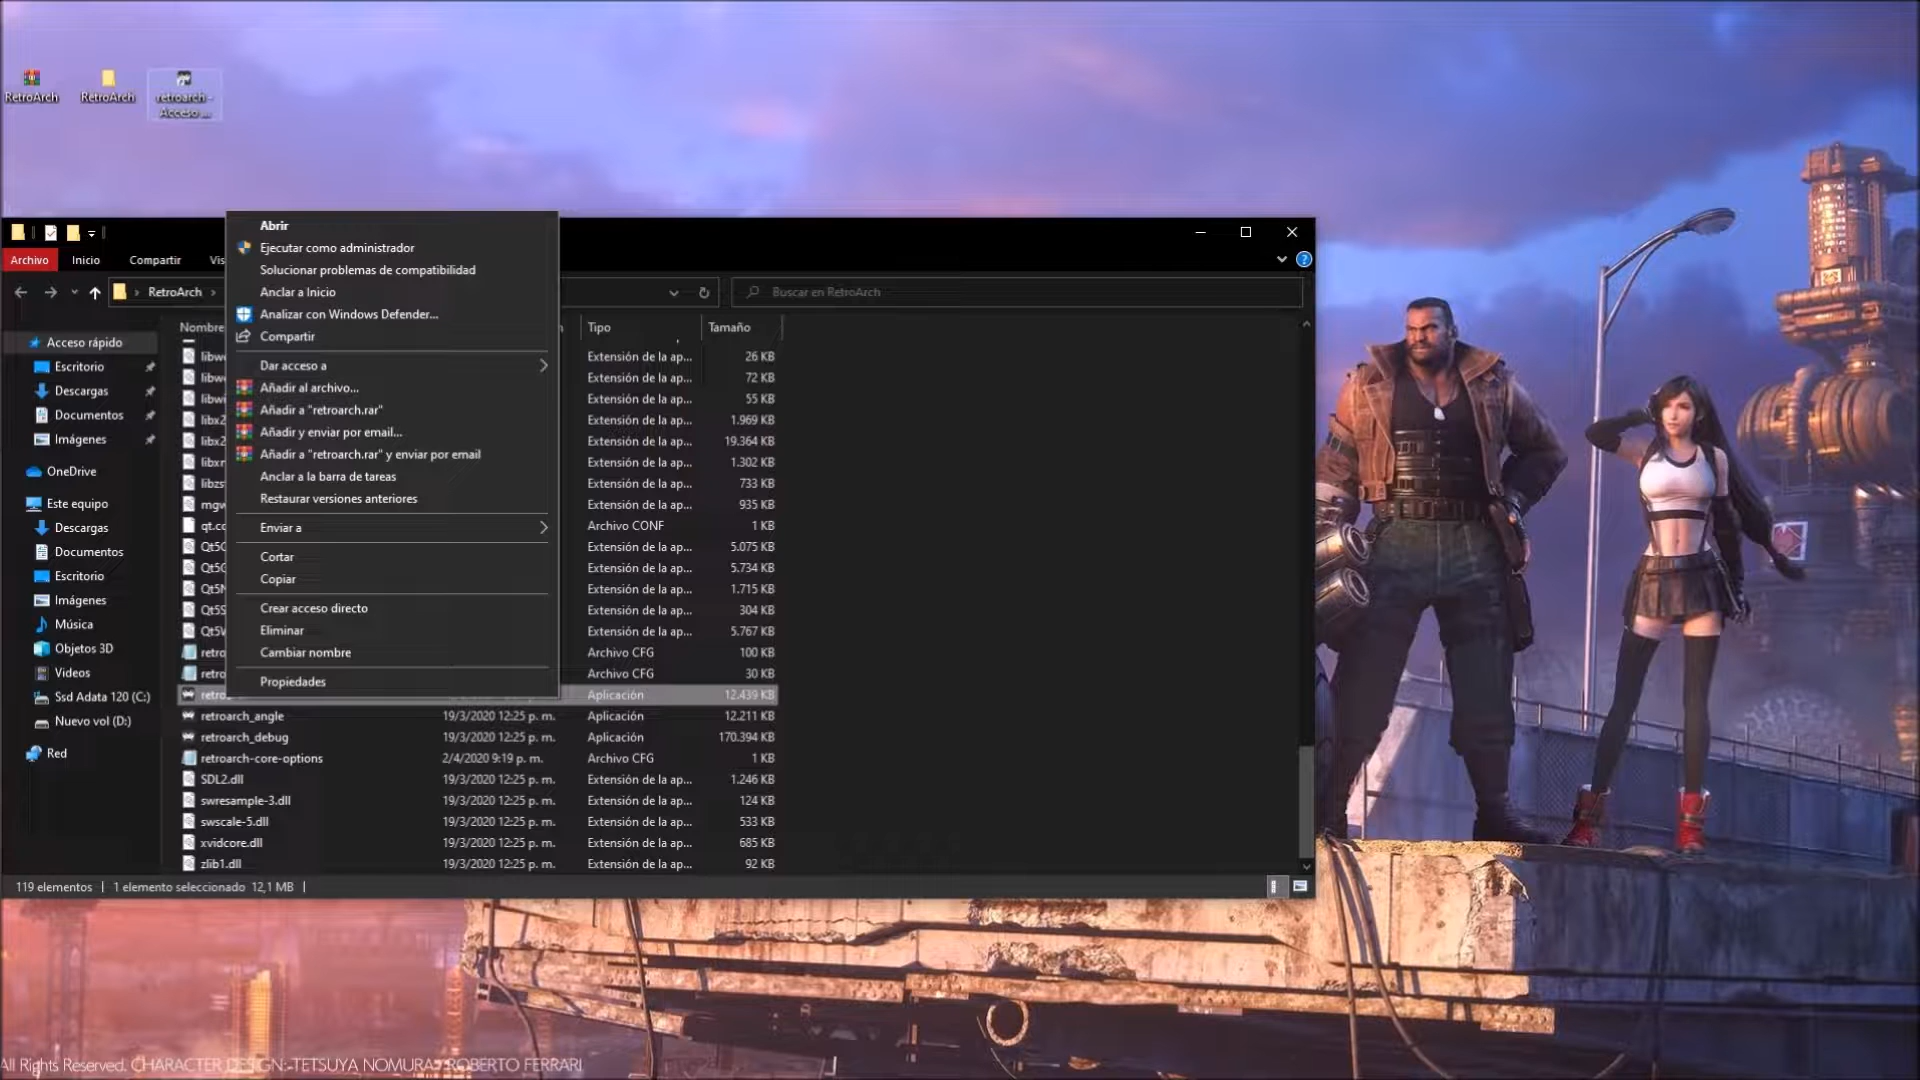 RetroArch
RetroArch
retroarch -
Acceso ...
Archivo
Inicio
Compartir
Vis
RetroArch
Buscar en RetroArch
Nombre
Tipo
Tamaño
Acceso rápido
Escritorio
Descargas
Documentos
Imágenes
OneDrive
Este equipo
Descargas
Documentos
Escritorio
Imágenes
Música
Objetos 3D
Videos
Ssd Adata 120 (C:)
Nuevo vol (D:)
Red
Abrir
Ejecutar como administrador
Solucionar problemas de compatibilidad
Anclar a Inicio
Analizar con Windows Defender...
Compartir
Dar acceso a
Añadir al archivo...
Añadir a "retroarch.rar"
Añadir y enviar por email...
Añadir a "retroarch.rar" y enviar por email
Anclar a la barra de tareas
Restaurar versiones anteriores
Enviar a
Cortar
Copiar
Crear acceso directo
Eliminar
Cambiar nombre
Propiedades
Extensión de la ap... 26 KB
Extensión de la ap... 72 KB
Extensión de la ap... 55 KB
libx2 Extensión de la ap... 1.969 KB
libx2 Extensión de la ap... 19.364 KB
Extensión de la ap... 1.302 KB
libzs Extensión de la ap... 733 KB
mgw Extensión de la ap... 935 KB
qt.cc Archivo CONF 1 KB
Extensión de la ap... 5.075 KB
Extensión de la ap... 5.734 KB
Extensión de la ap... 1.715 KB
Qt5S Extensión de la ap... 304 KB
Extensión de la ap... 5.767 KB
retro Archivo CFG 100 KB
retro Archivo CFG 30 KB
retro Aplicación 12.439 KB
retroarch_angle 19/3/2020 12:25 p. m. Aplicación 12.211 KB
retroarch_debug 19/3/2020 12:25 p. m. Aplicación 170.394 KB
retroarch-core-options 2/4/2020 9:19 p. m. Archivo CFG 1 KB
SDL2.dll 19/3/2020 12:25 p. m. Extensión de la ap... 1.246 KB
swresample-3.dll 19/3/2020 12:25 p. m. Extensión de la ap... 124 KB
swscale-5.dll 19/3/2020 12:25 p. m. Extensión de la ap... 533 KB
xvidcore.dll 19/3/2020 12:25 p. m. Extensión de la ap... 685 KB
zlib1.dll 19/3/2020 12:25 p. m. Extensión de la ap... 92 KB
119 elementos 1 elemento seleccionado 12,1 MB
All Rights Reserved. CHARACTER DESIGN: TETSUYA NOMURA / ROBERTO FERRARI